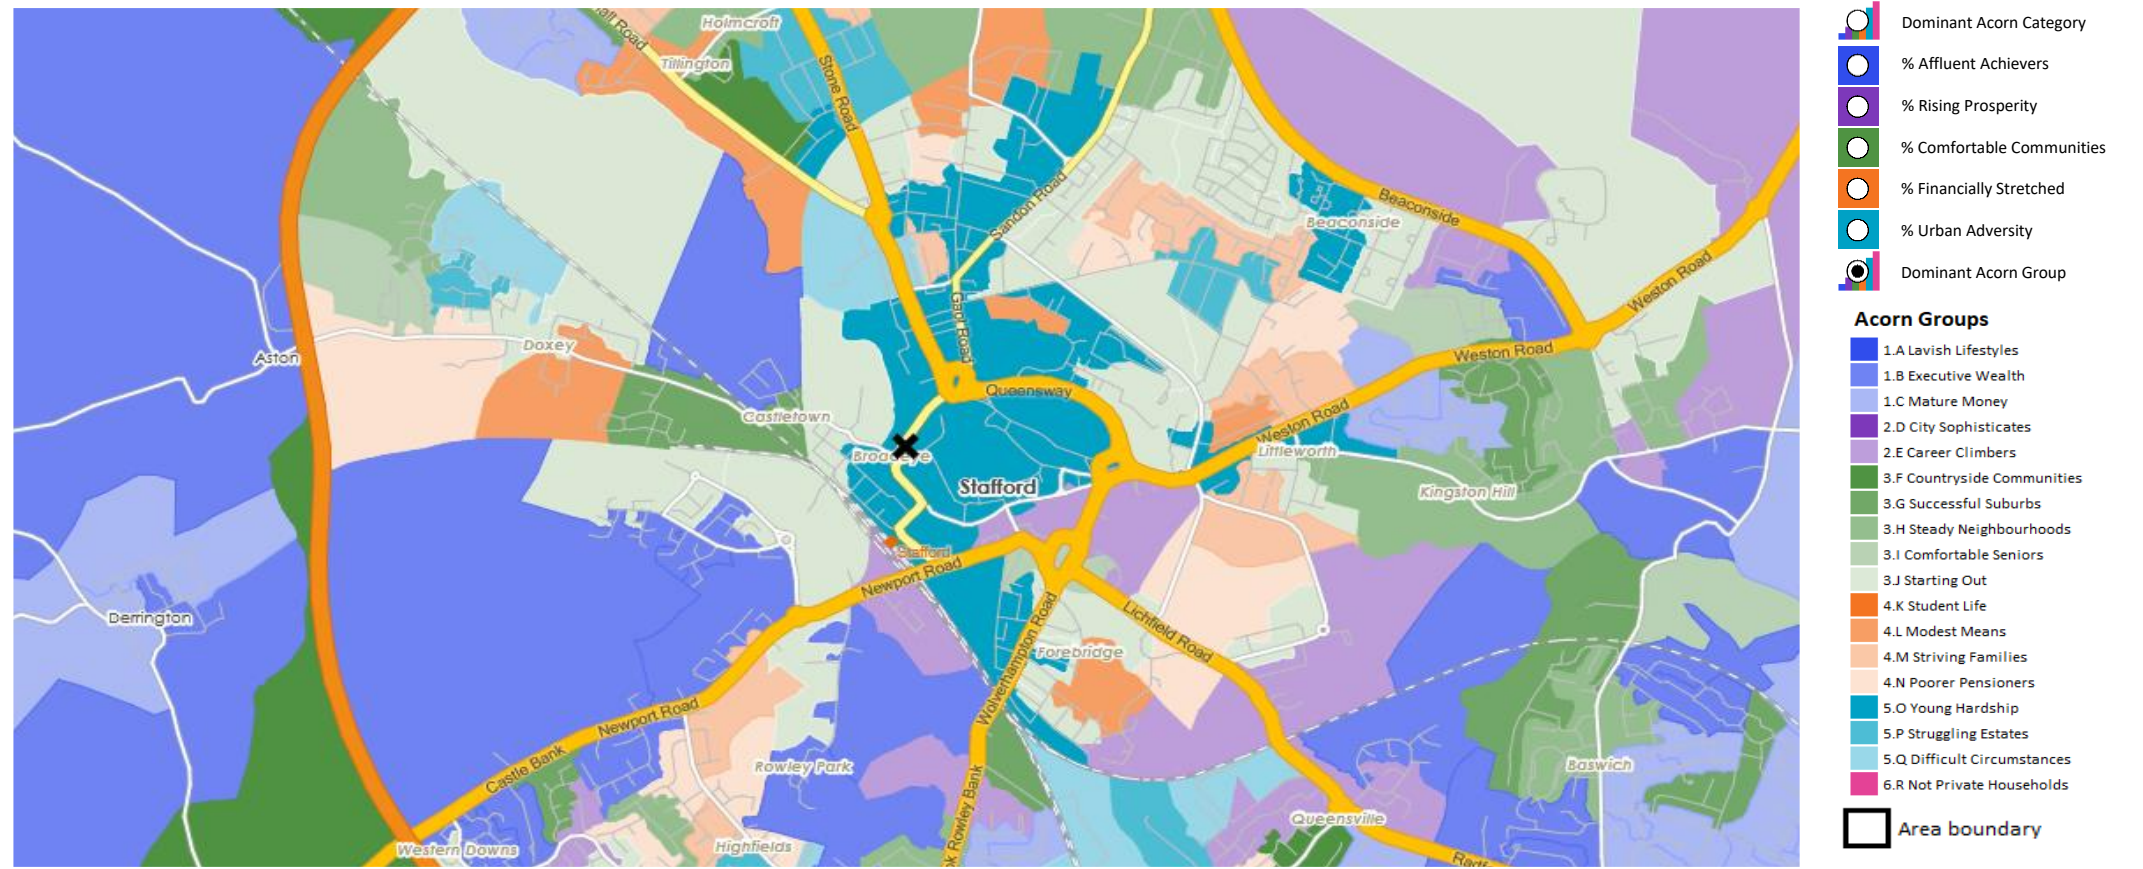 Holmcroft
Tillington
Stone Road
Sandon Road
Beaconside
Beaconside
Weston Road
Gaol Road
Aston
Doxey
Weston Road
Queensway
Castletown
Weston Road
Broadeye
Littleworth
Stafford
Kingston Hill
Stafford
Newport Road
Derrington
Lichfield Road
Wolverhampton Road
Forebridge
Newport Road
Castle Bank
Rowley Park
Baswich
Rowley Bank
Queensville
Western Downs
Highfields
Dominant Acorn Category
% Affluent Achievers
% Rising Prosperity
% Comfortable Communities
% Financially Stretched
% Urban Adversity
Dominant Acorn Group
Acorn Groups
1.A Lavish Lifestyles
1.B Executive Wealth
1.C Mature Money
2.D City Sophisticates
2.E Career Climbers
3.F Countryside Communities
3.G Successful Suburbs
3.H Steady Neighbourhoods
3.I Comfortable Seniors
3.J Starting Out
4.K Student Life
4.L Modest Means
4.M Striving Families
4.N Poorer Pensioners
5.O Young Hardship
5.P Struggling Estates
5.Q Difficult Circumstances
6.R Not Private Households
Area boundary